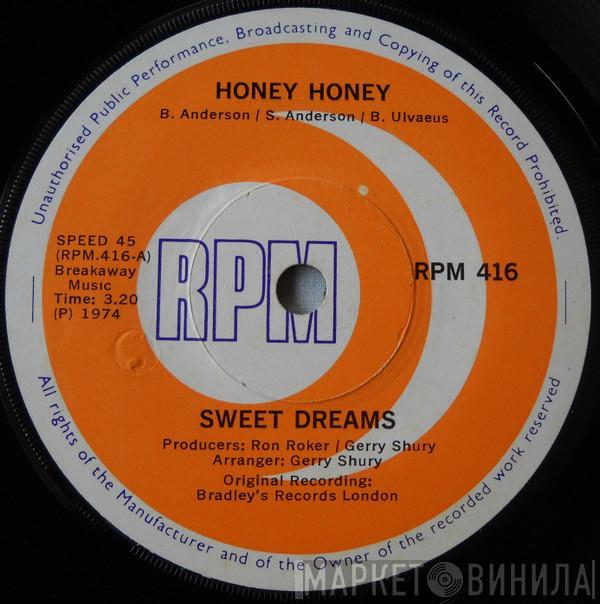 Unauthorised Public Performance, Broadcasting and Copying of this Record Prohibited.
HONEY HONEY
B. Anderson / S. Anderson / B. Ulvaeus
SPEED 45
(RPM.416-A)
Breakaway
Music
Time: 3.20
(P) 1974
RPM
RPM 416
SWEET DREAMS
Producers: Ron Roker / Gerry Shury
Arranger: Gerry Shury
Original Recording:
Bradley's Records London
All rights of the Manufacturer and of the Owner of the recorded work reserved
МАРКЕТ ВИНИЛА